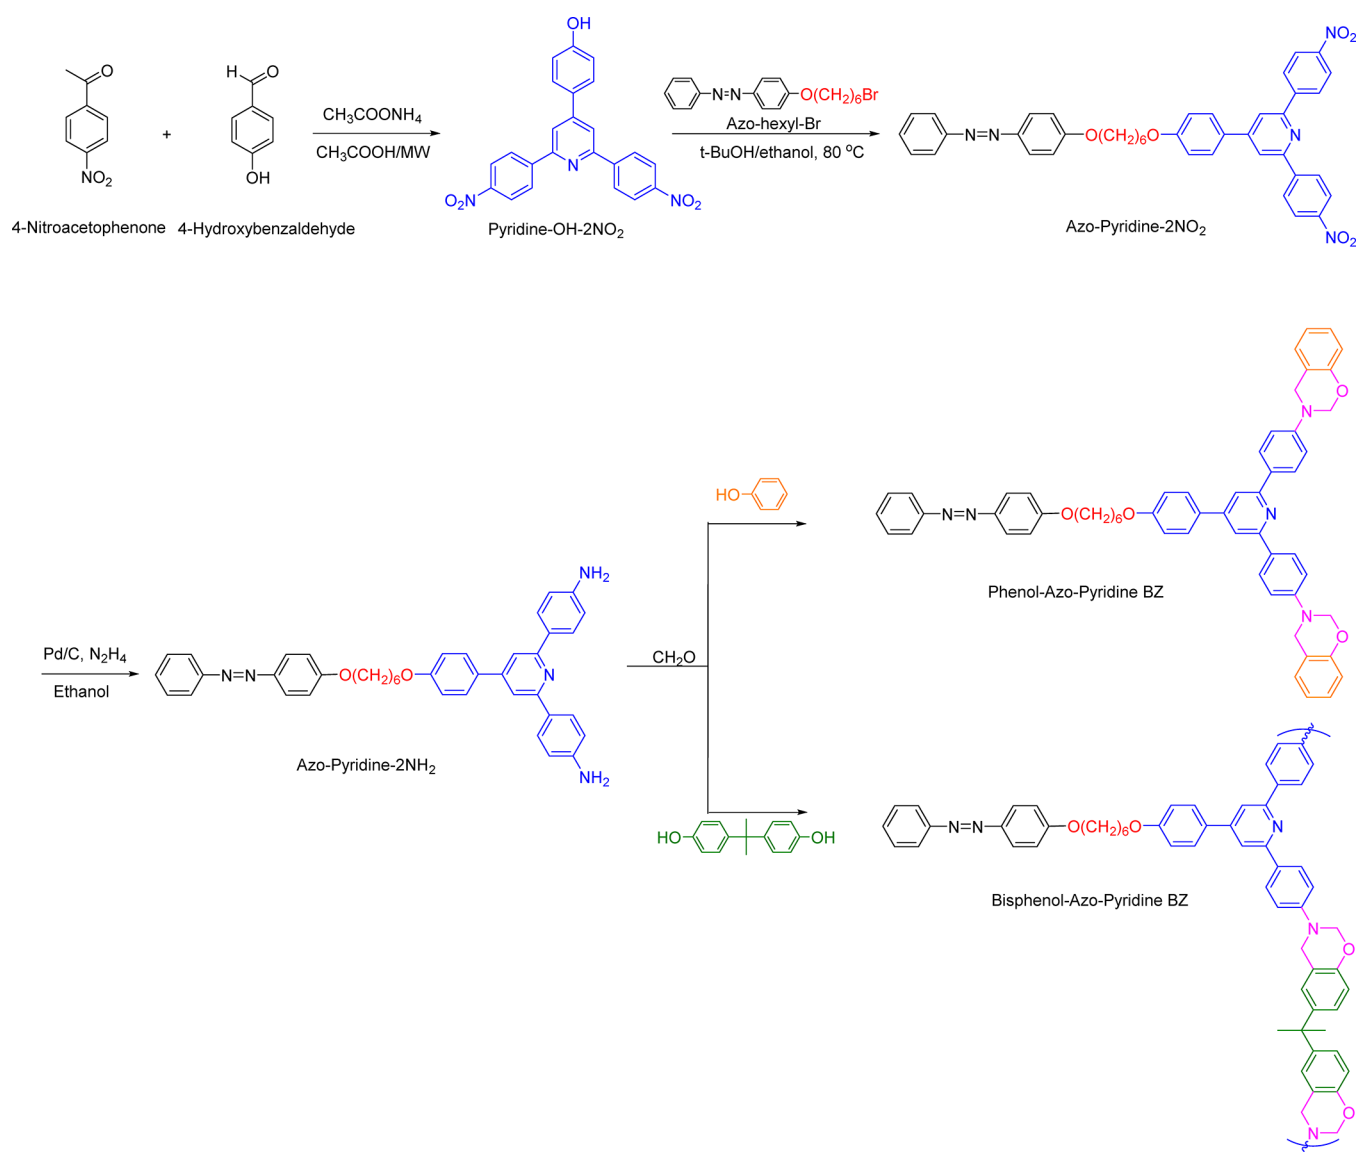 OH
NO₂
H
O
O
+
CH₃COONH₄
CH₃COOH/MW
NO₂
OH
N
O₂N
NO₂
N=N
O(CH₂)₆Br
Azo-hexyl-Br
t-BuOH/ethanol, 80 ºC
N=N
O(CH₂)₆O
N
NO₂
4-Nitroacetophenone
4-Hydroxybenzaldehyde
Pyridine-OH-2NO₂
Azo-Pyridine-2NO₂
O
N
HO
N=N
O(CH₂)₆O
N
Phenol-Azo-Pyridine BZ
N
O
Pd/C, N₂H₄
Ethanol
NH₂
N=N
O(CH₂)₆O
N
NH₂
Azo-Pyridine-2NH₂
CH₂O
HO
OH
N=N
O(CH₂)₆O
N
Bisphenol-Azo-Pyridine BZ
N
O
O
N